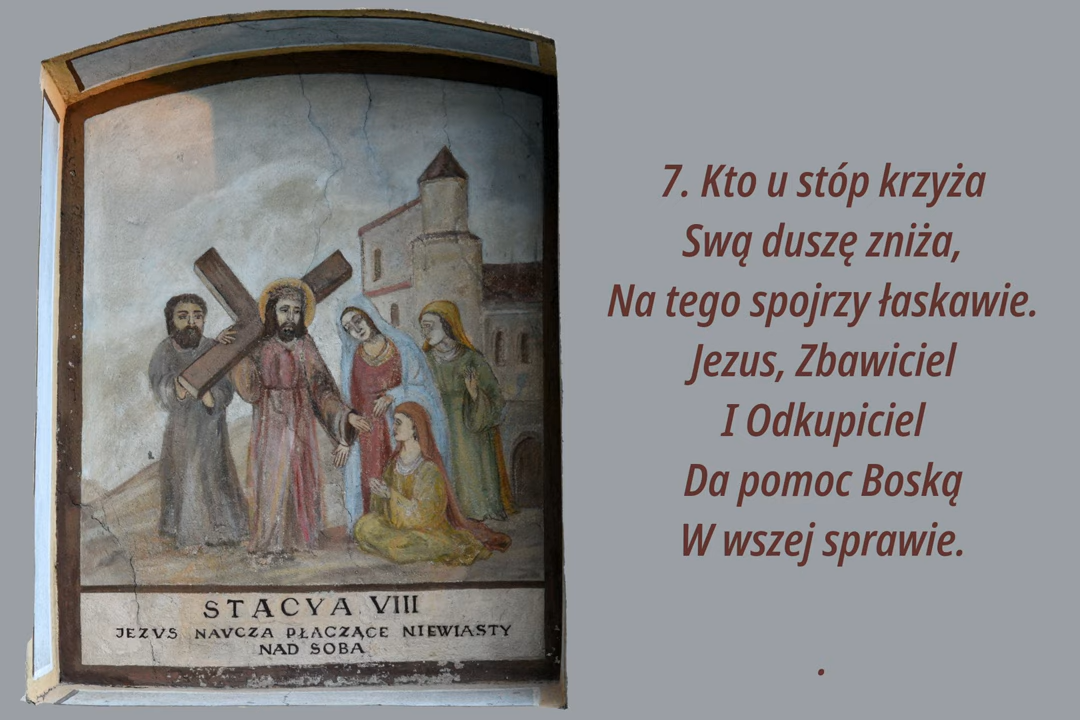 STACYA VIII
JEZVS NAVCZA PŁACZĄCE NIEWIASTY
NAD SOBA
7. Kto u stóp krzyża
Swą duszę zniża,
Na tego spojrzy łaskawie.
Jezus, Zbawiciel
I Odkupiciel
Da pomoc Boską
W wszej sprawie.
.